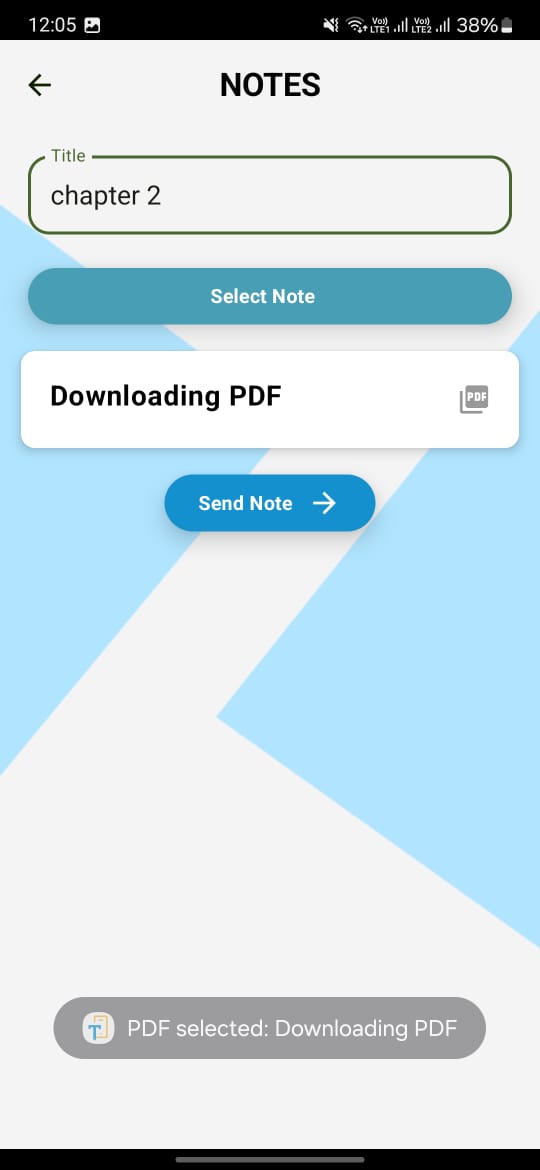 12:05
Vo) LTE1 Vo) LTE2 38%
NOTES
Title
chapter 2
Select Note
Downloading PDF
PDF
Send Note
T PDF selected: Downloading PDF